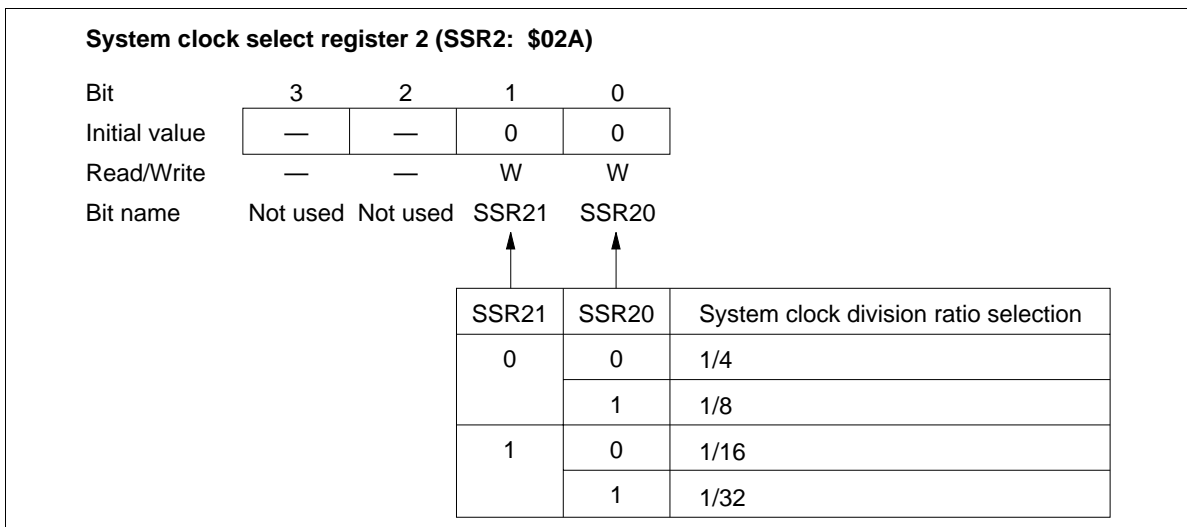 System clock select register 2 (SSR2: $02A)
Bit 3 2 1 0
Initial value — — 0 0
Read/Write — — W W
Bit name Not used Not used SSR21 SSR20
SSR21 SSR20 System clock division ratio selection
0 0 1/4
1 1/8
1 0 1/16
1 1/32